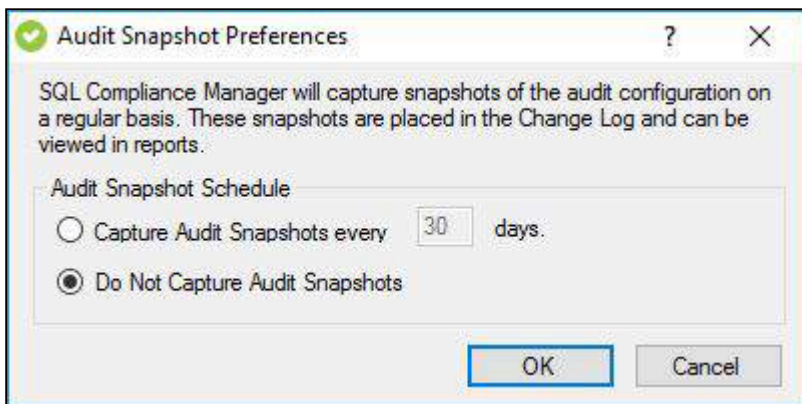 Audit Snapshot Preferences
SQL Compliance Manager will capture snapshots of the audit configuration on
a regular basis. These snapshots are placed in the Change Log and can be
viewed in reports.
Audit Snapshot Schedule
Capture Audit Snapshots every 30 days.
Do Not Capture Audit Snapshots
OK Cancel